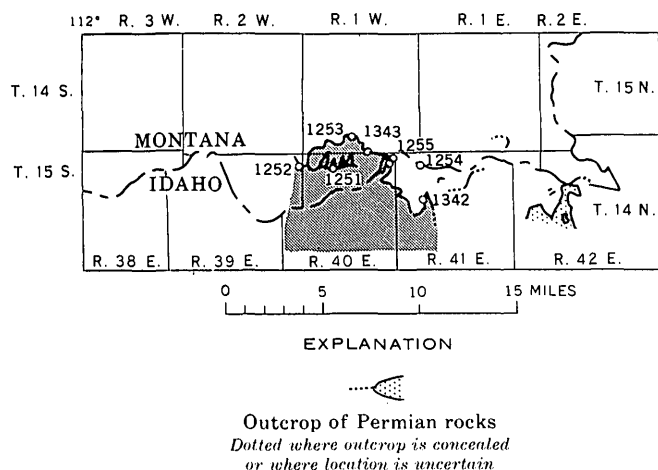 112° R. 3 W. R. 2 W. R. 1 W. R. 1 E. R. 2 E.
T. 14 S.
T. 15 N.
1253 1343
MONTANA
1255
1252
1254
T. 15 S.
IDAHO
1251
1342
T. 14 N.
R. 38 E. R. 39 E. R. 40 E. R. 41 E. R. 42 E.
0 5 10 15 MILES
EXPLANATION
Outcrop of Permian rocks
Dotted where outcrop is concealed
or where location is uncertain